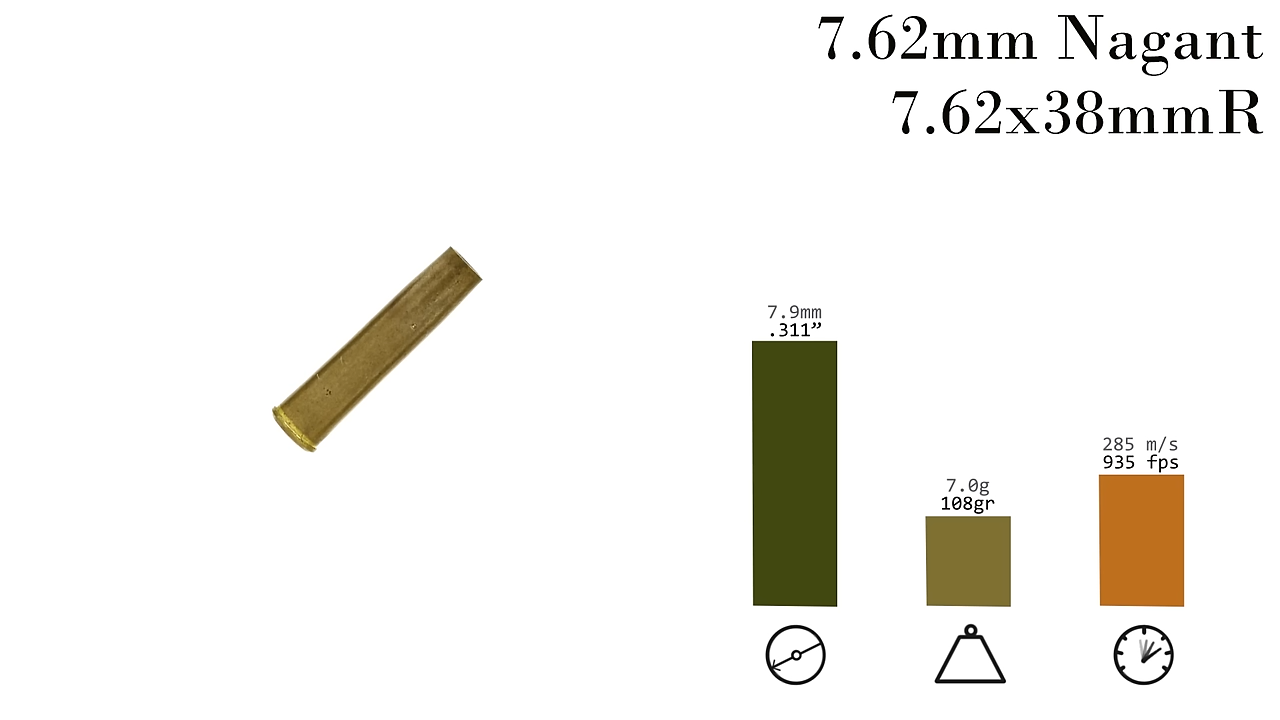 7.62mm Nagant
7.62x38mmR
7.9mm
.311”
7.0g
108gr
285 m/s
935 fps